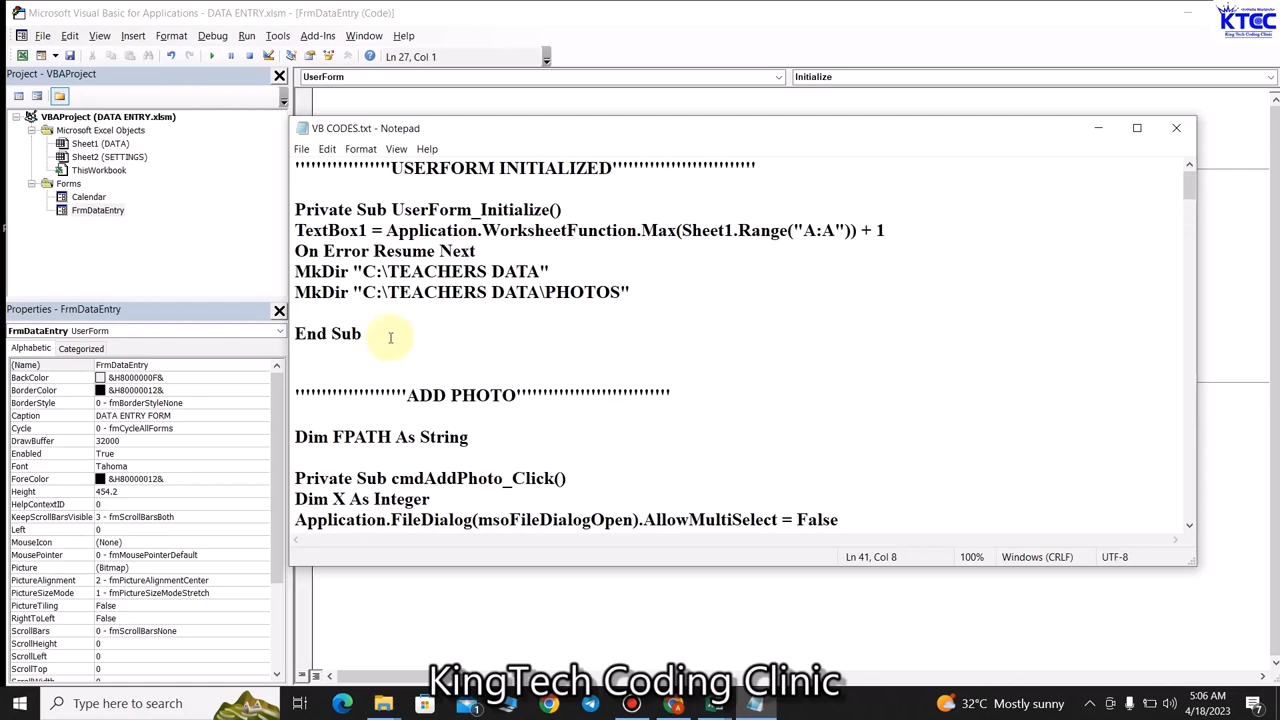 Microsoft Visual Basic for Applications - DATA ENTRY.xlsm - [FrmDataEntry (Code)]
KTCC
King Tech Coding Clinic
File Edit View Insert Format Debug Run Tools Add-Ins Window Help
Ln 27, Col 1
Project - VBAProject
UserForm
Initialize
VBAProject (DATA ENTRY.xlsm)
Microsoft Excel Objects
Sheet1 (DATA)
Sheet2 (SETTINGS)
ThisWorkbook
Forms
Calendar
FrmDataEntry
Properties - FrmDataEntry
FrmDataEntry UserForm
Alphabetic Categorized
(Name) FrmDataEntry
BackColor &H8000000F&
BorderColor &H80000012&
BorderStyle 0 - fmBorderStyleNone
Caption DATA ENTRY FORM
Cycle 0 - fmCycleAllForms
DrawBuffer 32000
Enabled True
Font Tahoma
ForeColor &H80000012&
Height 454.2
HelpContextID 0
KeepScrollBarsVisible 3 - fmScrollBarsBoth
Left 0
MouseIcon (None)
MousePointer 0 - fmMousePointerDefault
Picture (Bitmap)
PictureAlignment 2 - fmPictureAlignmentCenter
PictureSizeMode 1 - fmPictureSizeModeStretch
PictureTiling False
RightToLeft False
ScrollBars 0 - fmScrollBarsNone
ScrollHeight 0
ScrollLeft 0
ScrollTop 0
VB CODES.txt - Notepad
File Edit Format View Help
''''''''''''''''''USERFORM INITIALIZED'''''''''''''''''''''''''''
Private Sub UserForm_Initialize()
TextBox1 = Application.WorksheetFunction.Max(Sheet1.Range("A:A")) + 1
On Error Resume Next
MkDir "C:\TEACHERS DATA"
MkDir "C:\TEACHERS DATA\PHOTOS"
End Sub
'''''''''''''''''''''ADD PHOTO'''''''''''''''''''''''''''''
Dim FPATH As String
Private Sub cmdAddPhoto_Click()
Dim X As Integer
Application.FileDialog(msoFileDialogOpen).AllowMultiSelect = False
Ln 41, Col 8
100%
Windows (CRLF)
UTF-8
KingTech Coding Clinic
Type here to search
32°C Mostly sunny
5:06 AM
4/18/2023
7